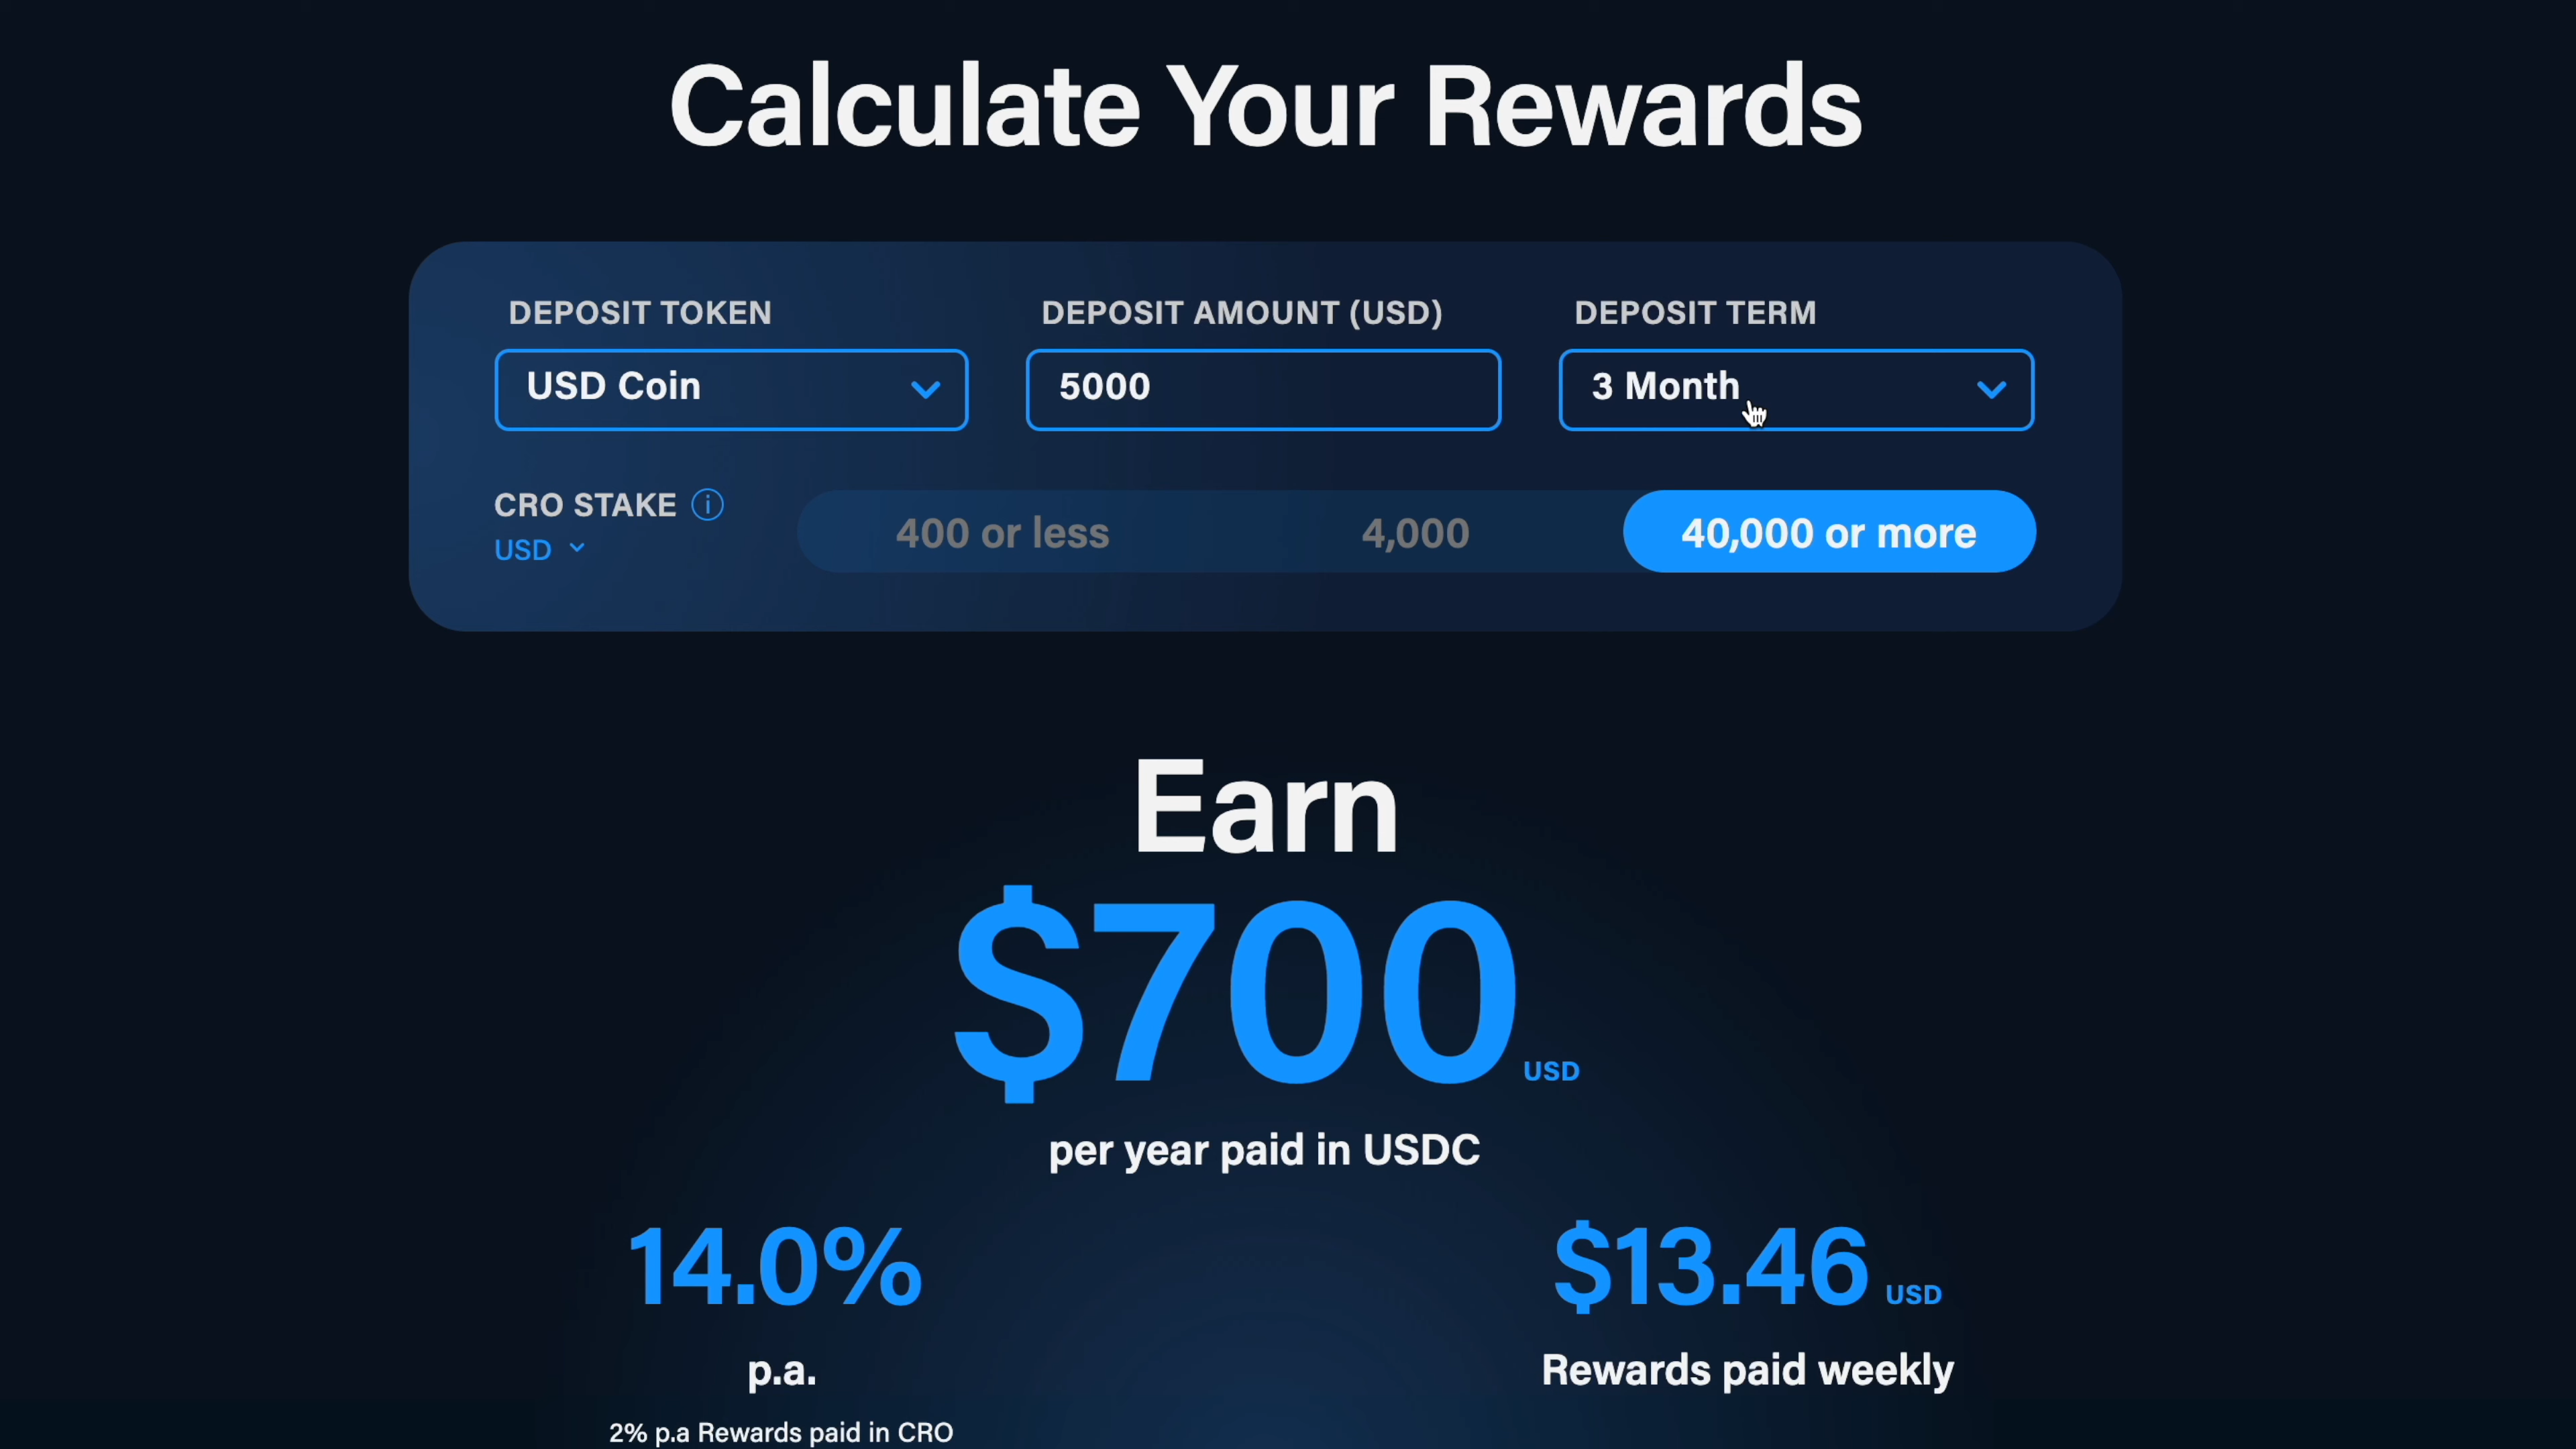 Calculate Your Rewards
DEPOSIT TOKEN DEPOSIT AMOUNT (USD) DEPOSIT TERM
USD Coin 5000 3 Month
CRO STAKE
USD
400 or less 4,000 40,000 or more
Earn
$700 USD
per year paid in USDC
14.0% $13.46 USD
p.a. Rewards paid weekly
2% p.a Rewards paid in CRO